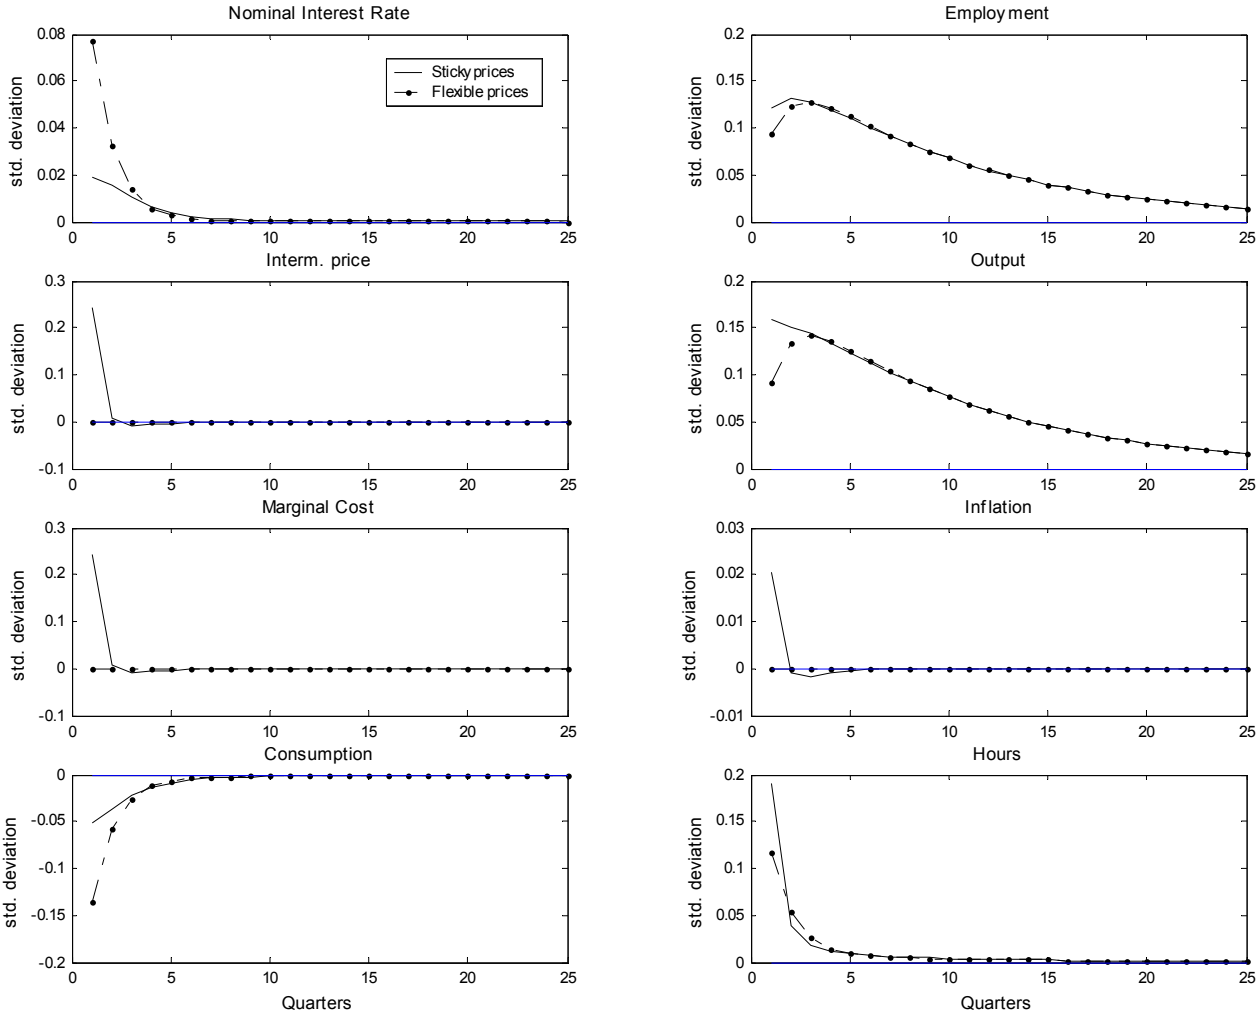 Nominal Interest Rate
0.08
0.06
0.04
0.02
0
std. deviation
Sticky prices
Flexible prices
0 5 10 15 20 25
Employment
0.2
0.15
0.1
0.05
0
std. deviation
0 5 10 15 20 25
Interm. price
0.3
0.2
0.1
0
-0.1
std. deviation
0 5 10 15 20 25
Output
0.2
0.15
0.1
0.05
0
std. deviation
0 5 10 15 20 25
Marginal Cost
0.3
0.2
0.1
0
-0.1
std. deviation
0 5 10 15 20 25
Inflation
0.03
0.02
0.01
0
-0.01
std. deviation
0 5 10 15 20 25
Consumption
0
-0.05
-0.1
-0.15
-0.2
std. deviation
0 5 10 15 20 25
Quarters
Hours
0.2
0.15
0.1
0.05
0
std. deviation
0 5 10 15 20 25
Quarters